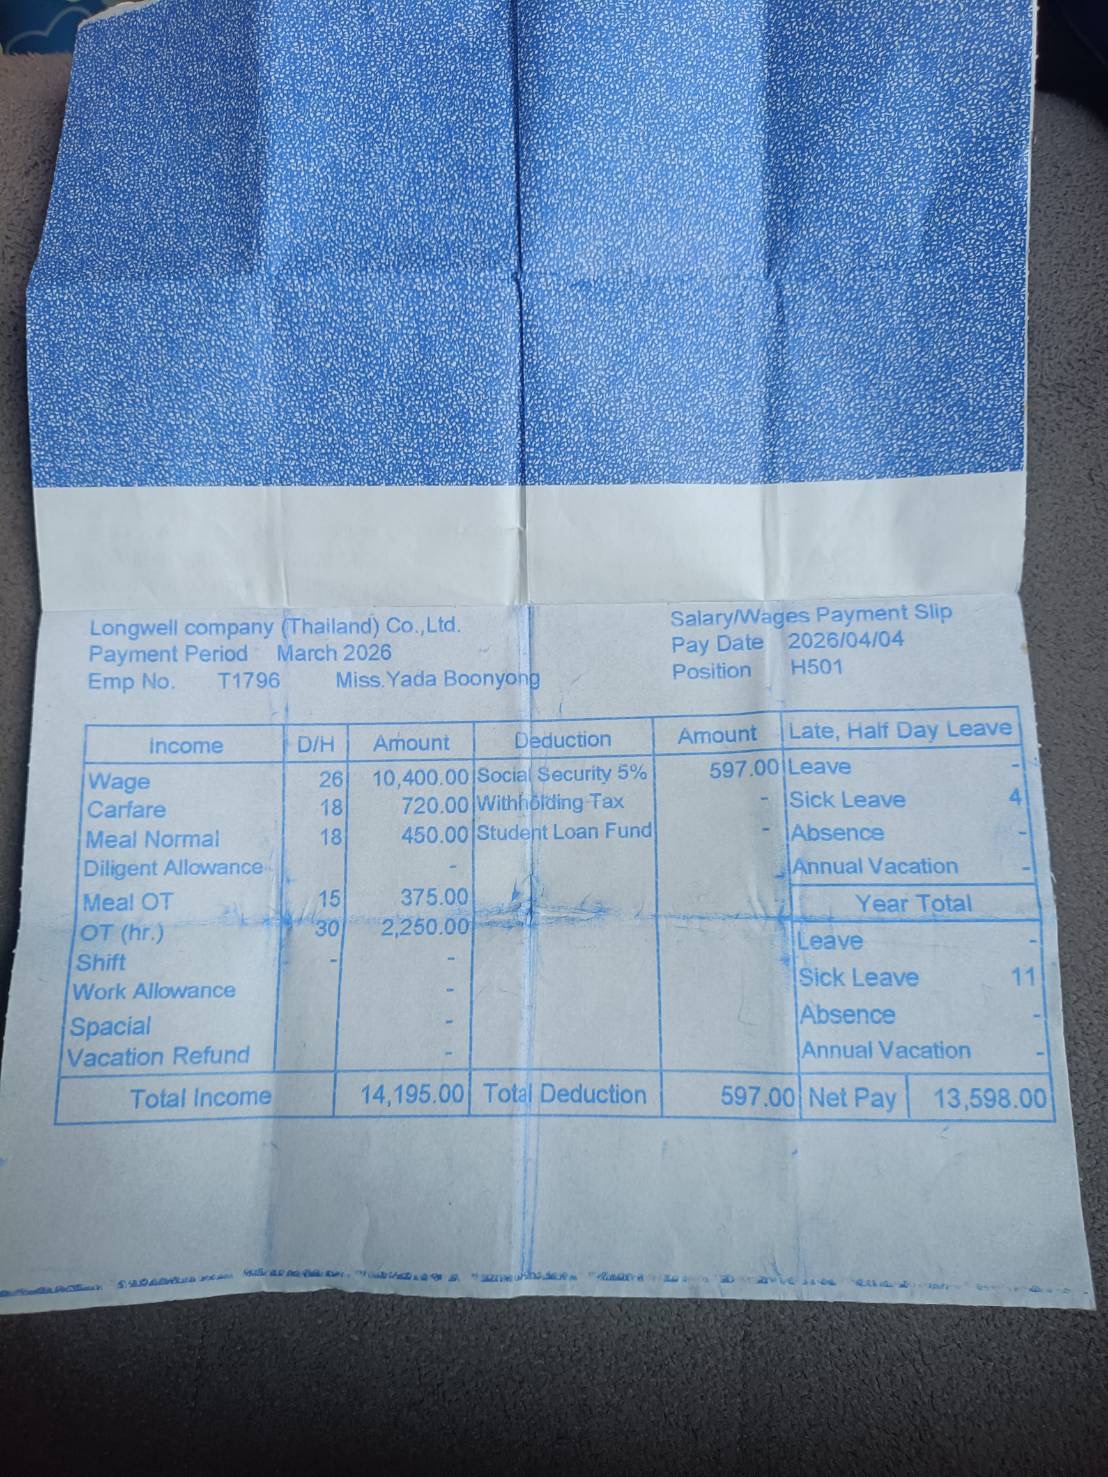 Longwell company (Thailand) Co.,Ltd. Salary/Wages Payment Slip
Payment Period March 2026 Pay Date 2026/04/04
Emp No. T1796 Miss.Yada Boonyong Position H501
Income D/H Amount Deduction Amount Late, Half Day Leave
Wage 26 10,400.00 Social Security 5% 597.00 Leave -
Carfare 18 720.00 Withholding Tax - Sick Leave 4
Meal Normal 18 450.00 Student Loan Fund - Absence -
Diligent Allowance - Annual Vacation -
Meal OT 15 375.00 Year Total
OT (hr.) 30 2,250.00 Leave -
Shift - - Sick Leave 11
Work Allowance -
Spacial - Absence -
Vacation Refund - Annual Vacation -
Total Income 14,195.00 Total Deduction 597.00 Net Pay 13,598.00